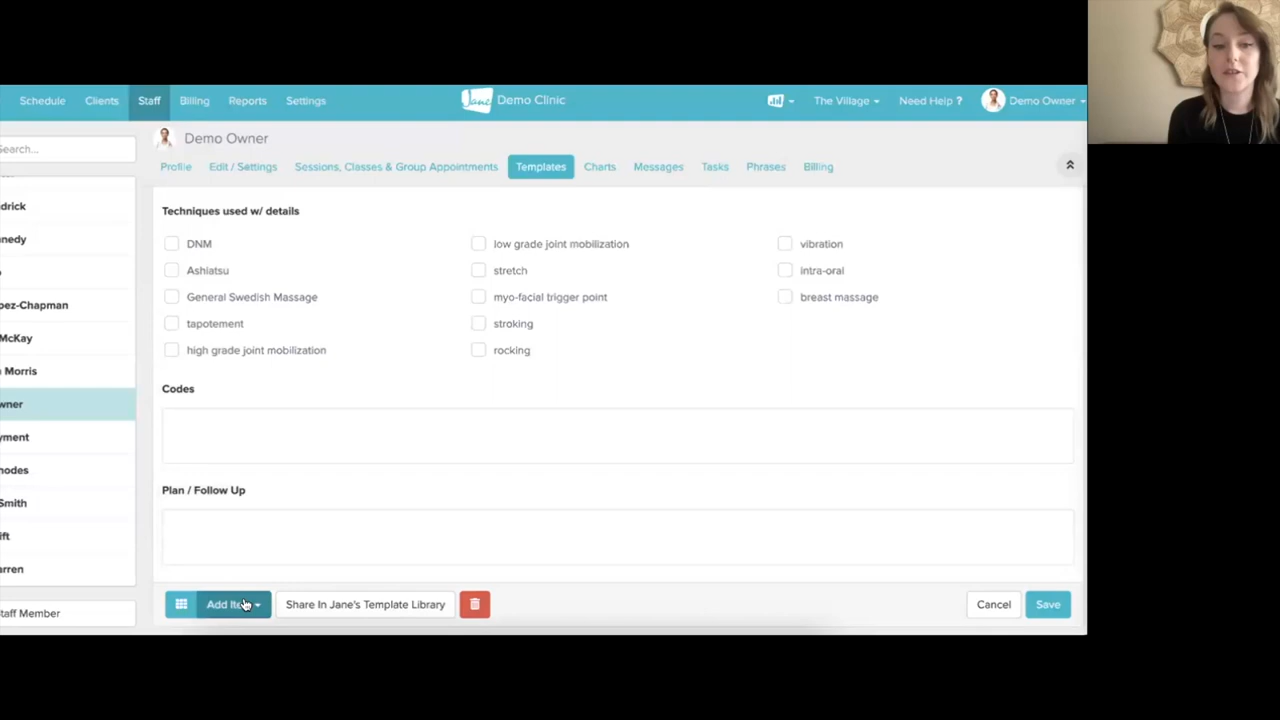 Schedule Clients Staff Billing Reports Settings Jane Demo Clinic The Village Need Help ? Demo Owner
Search...
drick
nedy
pez-Chapman
McKay
Morris
wner
yment
hodes
Smith
ift
arren
taff Member
Demo Owner
Profile Edit / Settings Sessions, Classes & Group Appointments Templates Charts Messages Tasks Phrases Billing
Techniques used w/ details
DNM low grade joint mobilization vibration
Ashiatsu stretch intra-oral
General Swedish Massage myo-facial trigger point breast massage
tapotement stroking
high grade joint mobilization rocking
Codes
Plan / Follow Up
Add Share In Jane's Template Library Cancel Save